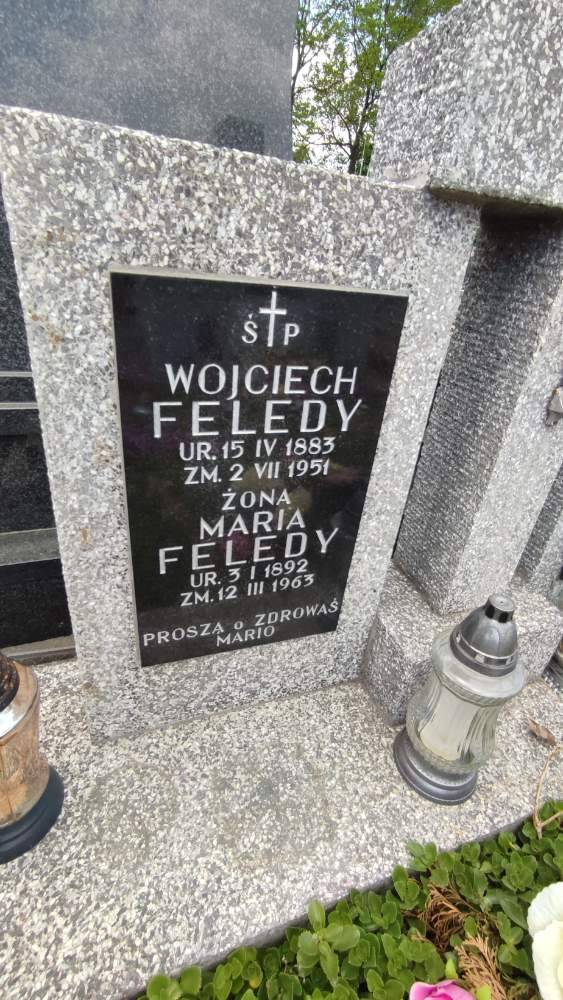 Ś P
WOJCIECH
FELEDY
UR. 15 IV 1883
ZM. 2 VII 1951
ŻONA
MARIA
FELEDY
UR. 3 I 1892
ZM. 12 III 1963
PROSZĄ o ZDROWAŚ
MARIO